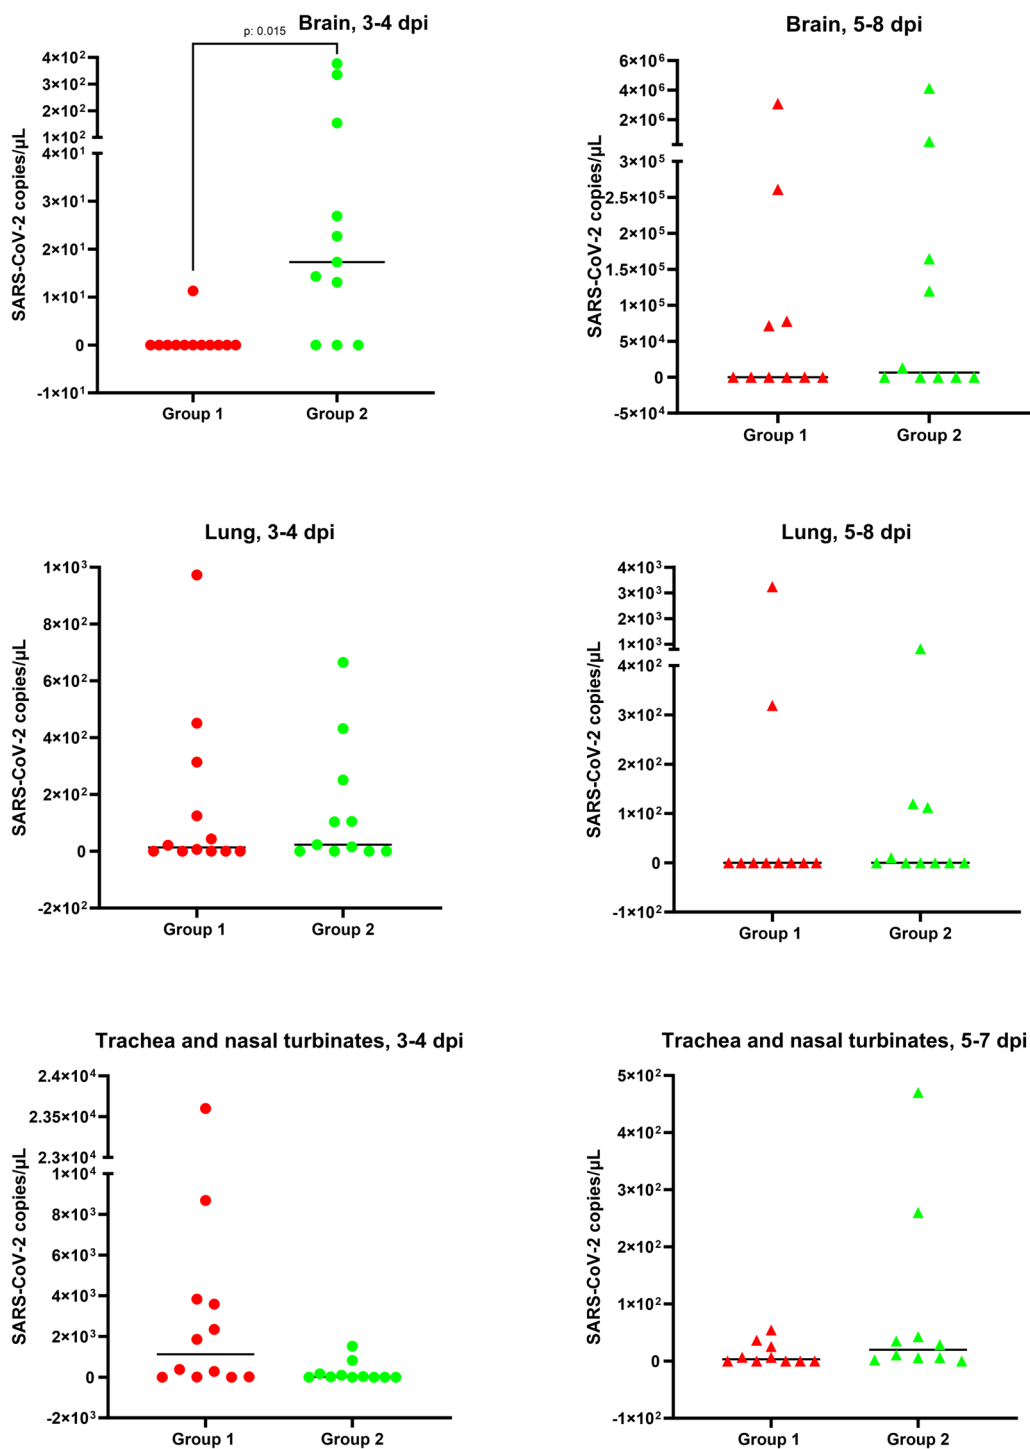 Brain, 3-4 dpi
p: 0.015
SARS-CoV-2 copies/µL
4×10²
3×10²
2×10²
1×10²
4×10¹
3×10¹
2×10¹
1×10¹
0
-1×10¹
Group 1
Group 2
Brain, 5-8 dpi
SARS-CoV-2 copies/µL
6×10⁶
4×10⁶
2×10⁶
3×10⁵
2.5×10⁵
2×10⁵
1.5×10⁵
1×10⁵
5×10⁴
0
-5×10⁴
Group 1
Group 2
Lung, 3-4 dpi
SARS-CoV-2 copies/µL
1×10³
8×10²
6×10²
4×10²
2×10²
0
-2×10²
Group 1
Group 2
Lung, 5-8 dpi
SARS-CoV-2 copies/µL
4×10³
3×10³
2×10³
1×10³
4×10²
3×10²
2×10²
1×10²
0
-1×10²
Group 1
Group 2
Trachea and nasal turbinates, 3-4 dpi
SARS-CoV-2 copies/µL
2.4×10⁴
2.35×10⁴
2.3×10⁴
1×10⁴
8×10³
6×10³
4×10³
2×10³
0
-2×10³
Group 1
Group 2
Trachea and nasal turbinates, 5-7 dpi
SARS-CoV-2 copies/µL
5×10²
4×10²
3×10²
2×10²
1×10²
0
-1×10²
Group 1
Group 2